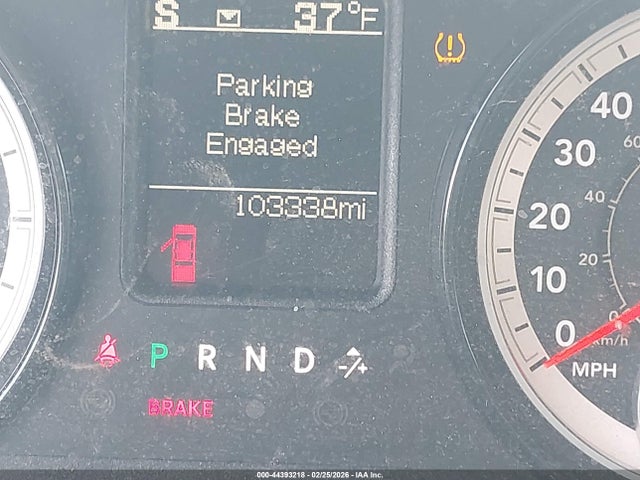 S 37°F
Parking
Brake
Engaged
103338mi
P R N D -/+
BRAKE
40
30
20
10
0
60
40
20
0
km/h
MPH
000-44393218 - 02/25/2026 - IAA Inc.